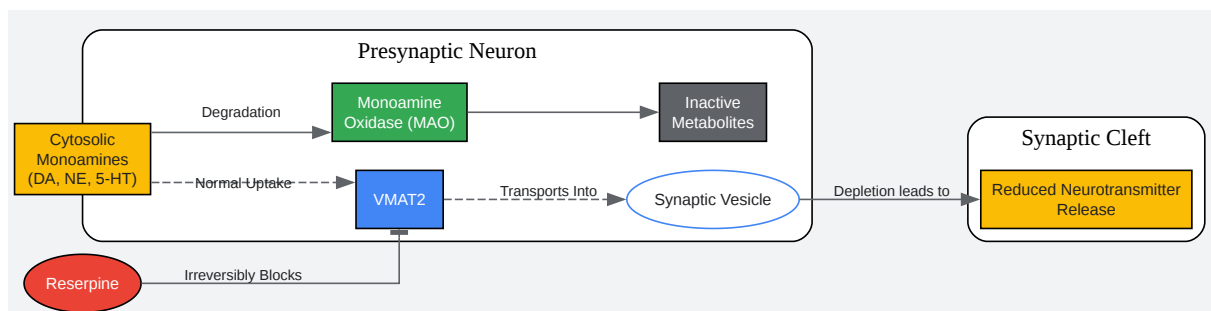 Presynaptic Neuron
Degradation
Monoamine
Oxidase (MAO)
Inactive
Metabolites
Cytosolic
Monoamines
(DA, NE, 5-HT)
Normal Uptake
VMAT2
Transports Into
Synaptic Vesicle
Depletion leads to
Synaptic Cleft
Reduced Neurotransmitter
Release
Reserpine
Irreversibly Blocks